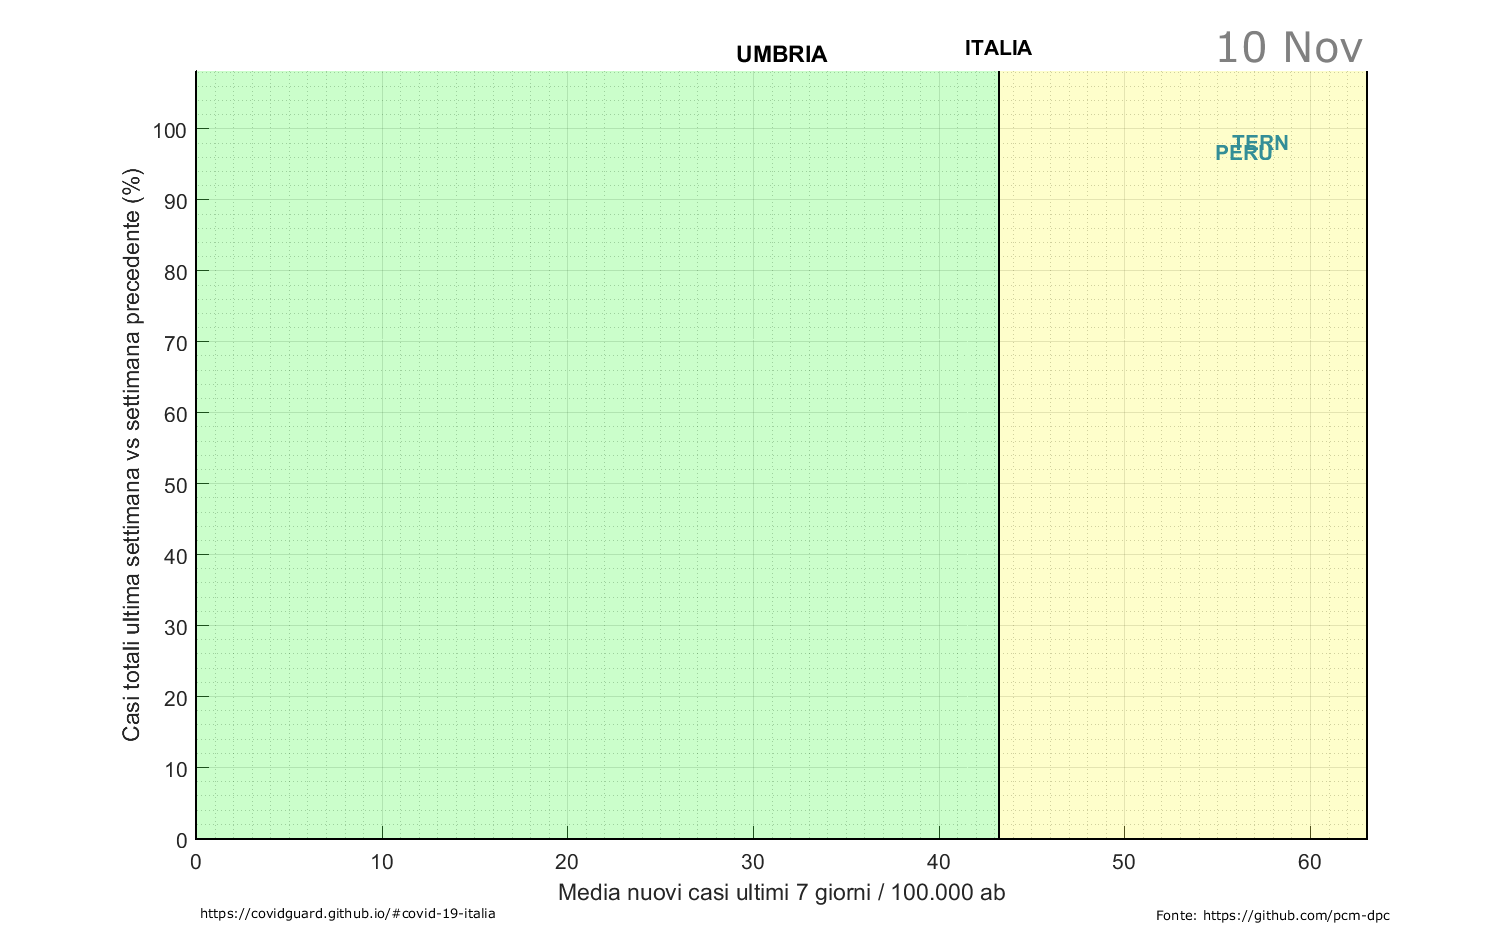 UMBRIA
ITALIA
10 Nov
Casi totali ultima settimana vs settimana precedente (%)
100
90
80
70
60
50
40
30
20
10
0
TERN
PERU
0
10
20
30
40
50
60
Media nuovi casi ultimi 7 giorni / 100.000 ab
https://covidguard.github.io/#covid-19-italia
Fonte: https://github.com/pcm-dpc